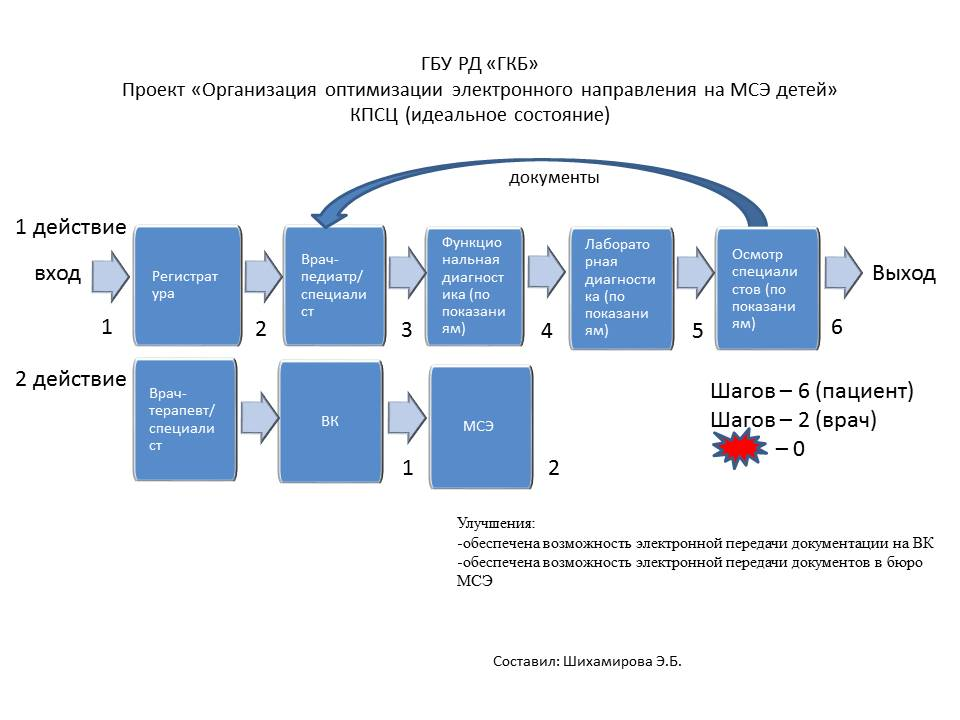 ГБУ РД «ГКБ»
Проект «Организация оптимизации электронного направления на МСЭ детей»
КПСЦ (идеальное состояние)
документы
1 действие
вход
1
Регистрат
ура
2
Врач-
педиатр/
специали
ст
3
Функцио
нальная
диагност
ика (по
показани
ям)
4
Лаборато
рная
диагности
ка (по
показани
ям)
5
Осмотр
специали
стов (по
показани
ям)
6
Выход
2 действие
Врач-
терапевт/
специали
ст
ВК
1
МСЭ
2
Шагов – 6 (пациент)
Шагов – 2 (врач)
– 0
Улучшения:
-обеспечена возможность электронной передачи документации на ВК
-обеспечена возможность электронной передачи документов в бюро
МСЭ
Составил: Шихамирова Э.Б.